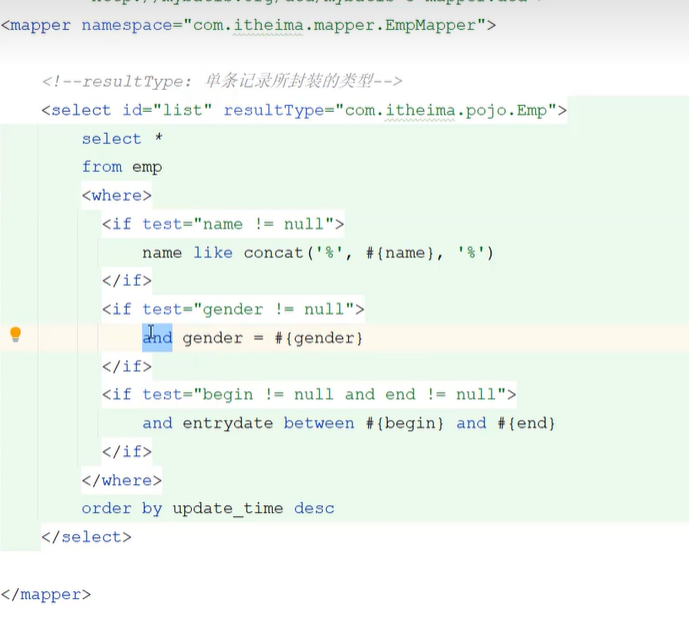 <mapper namespace="com.itheima.mapper.EmpMapper">
<!--resultType: 单条记录所封装的类型-->
<select id="list" resultType="com.itheima.pojo.Emp">
select *
from emp
<where>
<if test="name != null">
name like concat('%', #{name}, '%')
</if>
<if test="gender != null">
and gender = #{gender}
</if>
<if test="begin != null and end != null">
and entrydate between #{begin} and #{end}
</if>
</where>
order by update_time desc
</select>
</mapper>